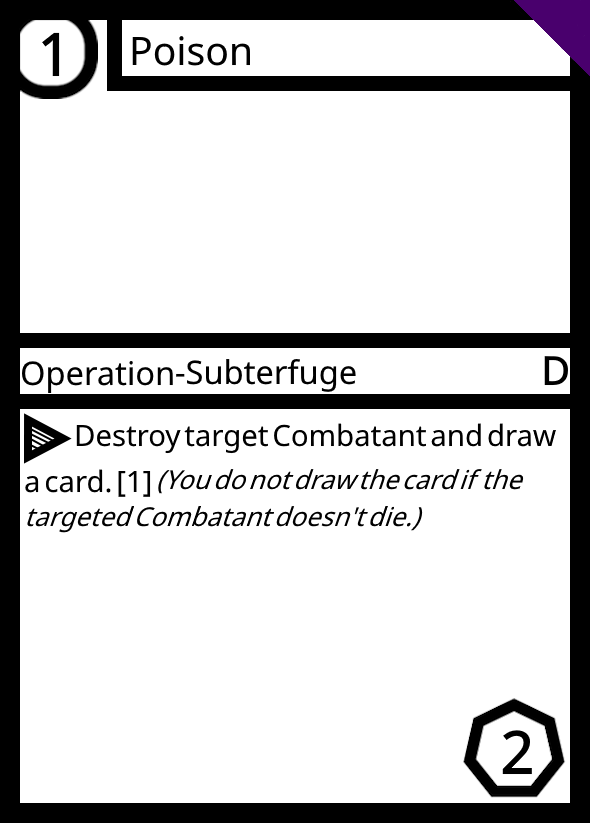 1
Poison
Operation-Subterfuge
D
Destroy target Combatant and draw
a card. [1] (You do not draw the card if the
targeted Combatant doesn't die.)
2